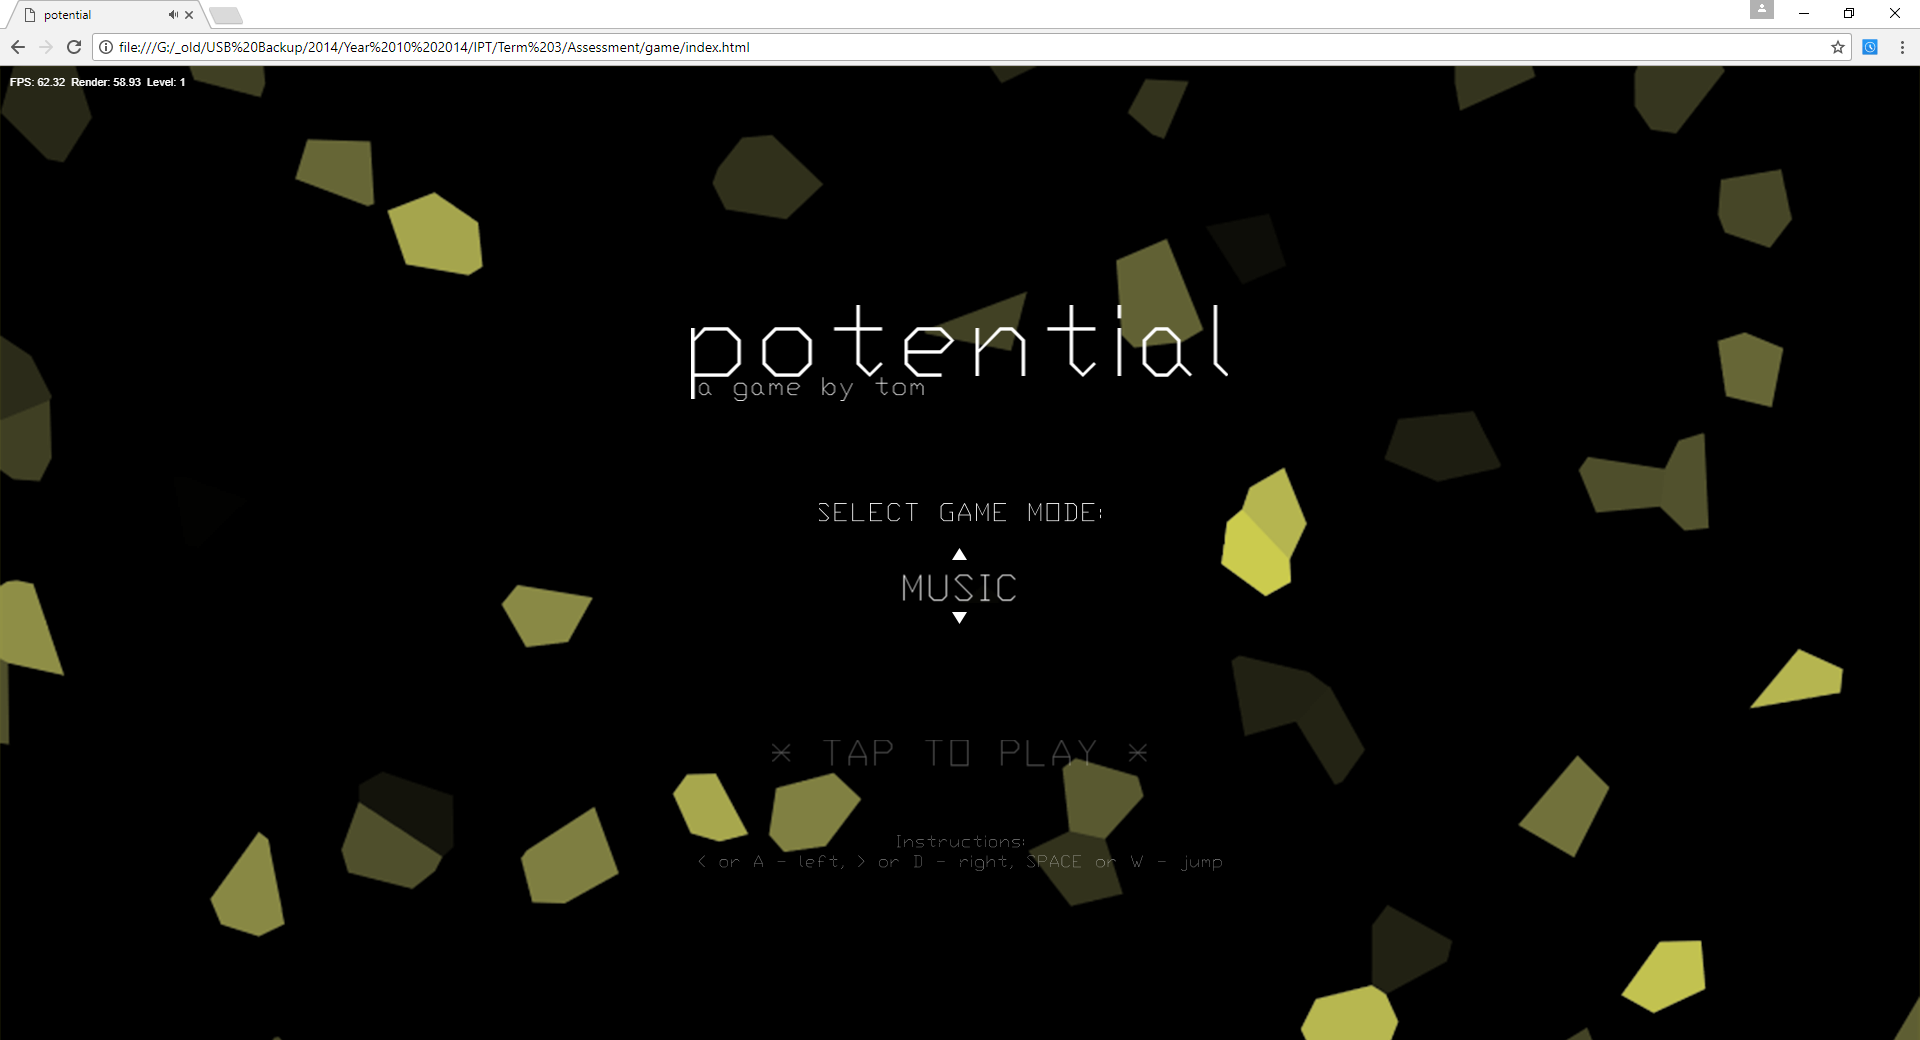 potential
file:///G:/_old/USB%20Backup/2014/Year%2010%202014/IPT/Term%203/Assessment/game/index.html
FPS: 62.32 Render: 58.93 Level: 1
potential
a game by tom
SELECT GAME MODE:
MUSIC
* TAP TO PLAY *
Instructions:
< or A - left, > or D - right, SPACE or W - jump